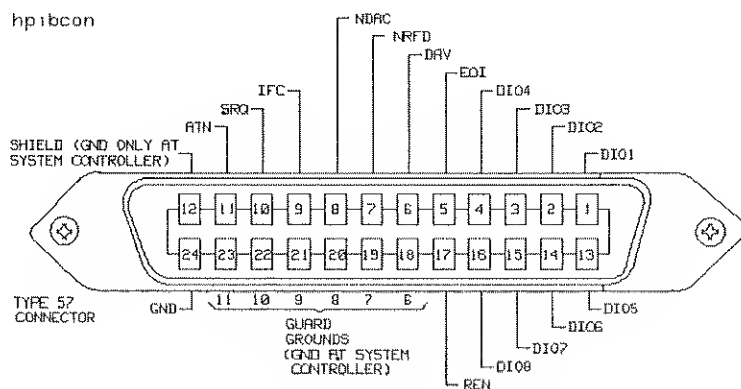 hpibcon
NDAC
NRFD
DAV
EOI
IFC
DIO4
SRQ
DIO3
ATN
DIO2
SHIELD (GND ONLY AT
SYSTEM CONTROLLER)
DIO1
12 11 10 9 8 7 6 5 4 3 2 1
24 23 22 21 20 19 18 17 16 15 14 13
TYPE 57
CONNECTOR
GND
11 10 9 8 7 6
DIO5
GUARD
GROUNDS
(GND AT SYSTEM
CONTROLLER)
DIO6
DIO7
DIO8
REN